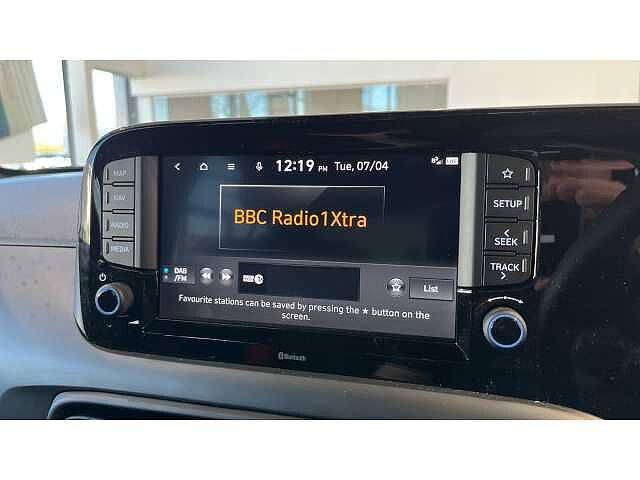 12:19 PM Tue, 07/04
MAP
NAV
RADIO
MEDIA
BBC Radio1Xtra
SETUP
SEEK
TRACK
DAB
/FM
List
Favourite stations can be saved by pressing the ★ button on the
screen.
Bluetooth